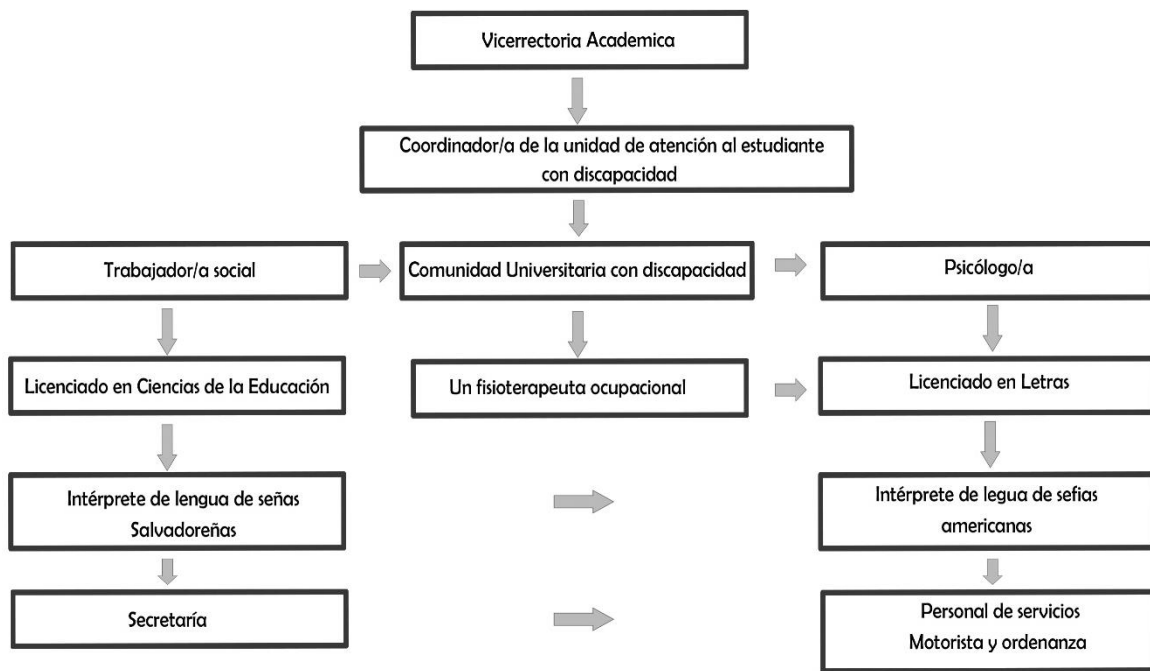 Vicerrectoria Academica
Coordinador/a de la unidad de atención al estudiante
con discapacidad
Trabajador/a social
Comunidad Universitaria con discapacidad
Psicólogo/a
Licenciado en Ciencias de la Educación
Un fisioterapeuta ocupacional
Licenciado en Letras
Intérprete de lengua de señas
Salvadoreñas
Intérprete de legua de sefias
americanas
Secretaría
Personal de servicios
Motorista y ordenanza